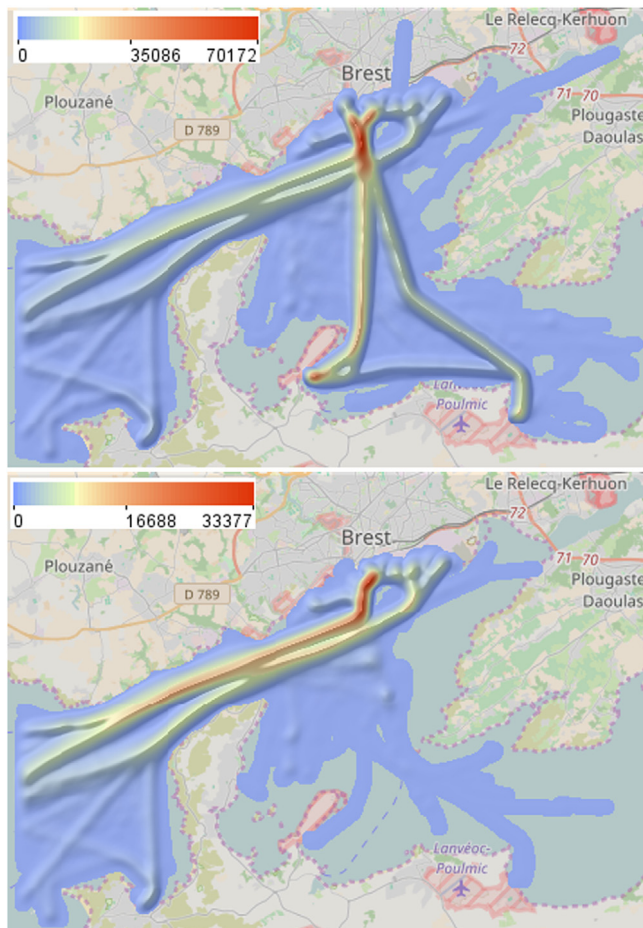 Le Relecq-Kerhuon
0 35086 70172
72
Brest
Plouzané
71 70
Plougaste
D 789
Daoulas
Poulmic
Le Relecq-Kerhuon
0 16688 33377
72
Brest
71 70
Plouzané
Plougaste
D 789
Daoulas
Lanvéoc-
Poulmic